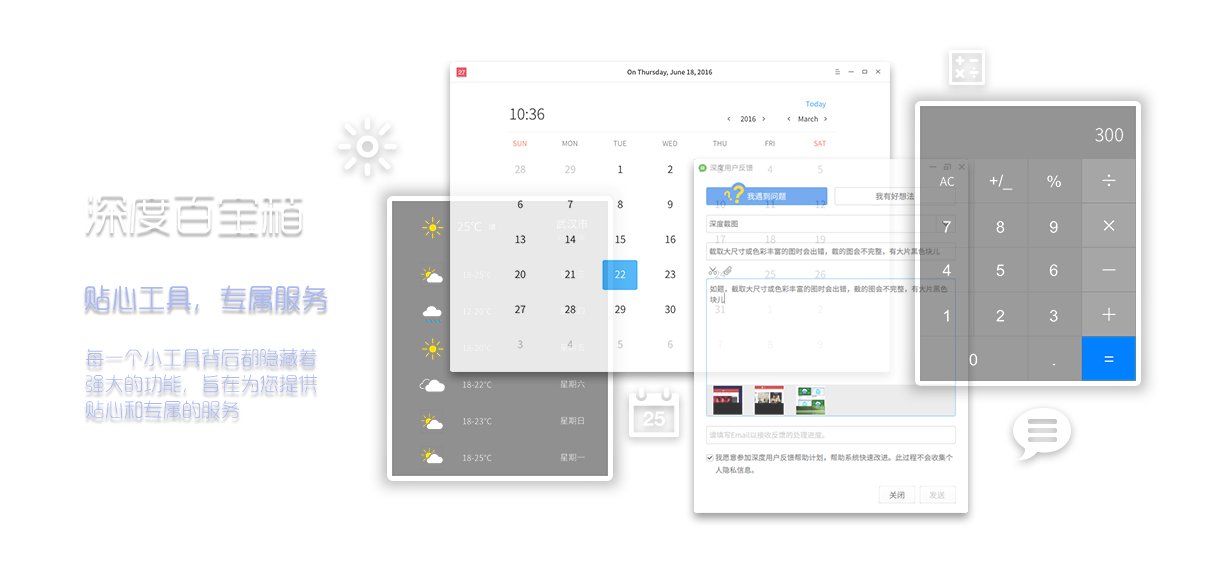 深度百宝箱
贴心工具，专属服务
每一个小工具背后都隐藏着
强大的功能，旨在为您提供
贴心和专属的服务
25℃
武汉市
18-25℃
18-20℃
18-22℃ 星期六
18-23℃ 星期日
18-25℃ 星期一
27
On Thursday, June 18, 2016
10:36
Today
< 2016 > < March >
SUN MON TUE WED THU FRI SAT
28 29 1 2 3 4 5
6 7 8 9 10 11 12
13 14 15 16 17 18 19
20 21 22 23 24 25 26
27 28 29 30 31 1 2
3 4 5 6 7 8 9
25
深度用户反馈
我遇到问题
我有好想法
深度截图
截取大尺寸或色彩丰富的图时会出错，截的图会不完整，有大片黑色块儿
如题，截取大尺寸或色彩丰富的图时会出错，截的图会不完整，有大片黑色
块儿
请填写Email以接收反馈的处理进度。
我愿意参加深度用户反馈帮助计划，帮助系统快速改进。此过程不会收集个
人隐私信息。
关闭 发送
300
AC +/_ % ÷
7 8 9 ×
4 5 6 —
1 2 3 +
0 . =